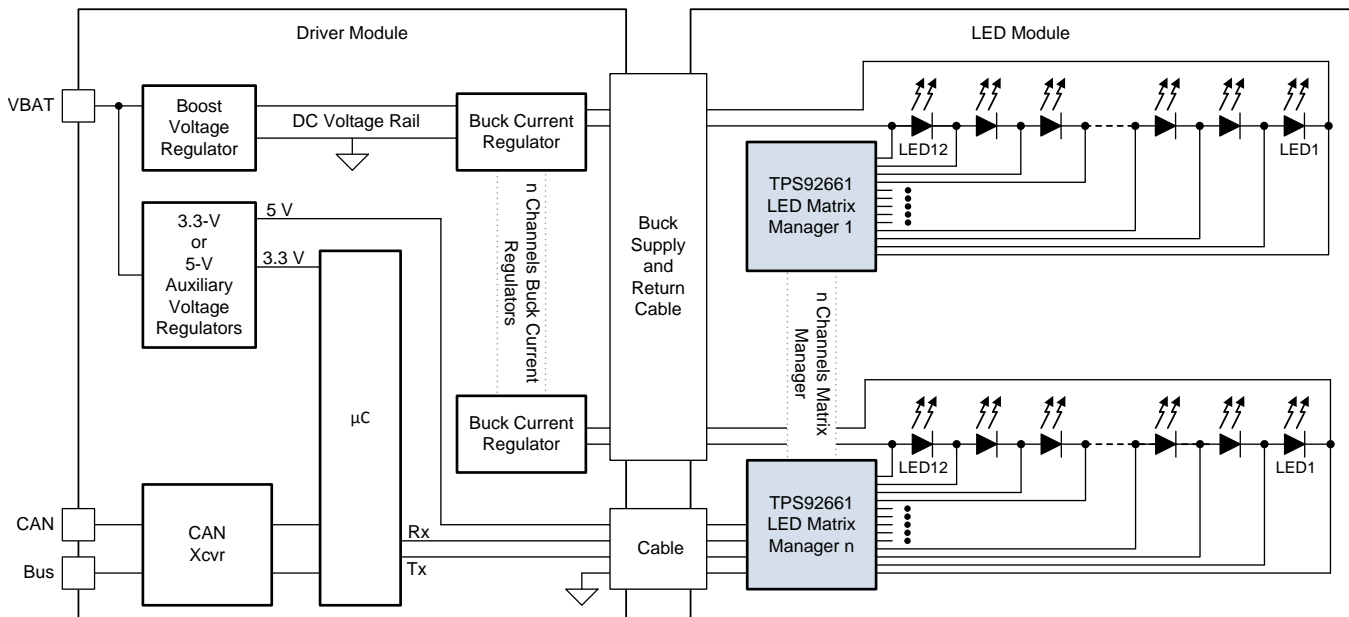 Driver Module
LED Module
VBAT
Boost
Voltage
Regulator
DC Voltage Rail
Buck Current
Regulator
LED12
LED1
TPS92661
LED Matrix
Manager 1
3.3-V
or
5-V
Auxiliary
Voltage
Regulators
5 V
3.3 V
n Channels Buck Current
Regulators
Buck
Supply
and
Return
Cable
n Channels Matrix
Manager
µC
Buck Current
Regulator
LED12
LED1
TPS92661
LED Matrix
Manager n
CAN
Bus
CAN
Xcvr
Rx
Tx
Cable